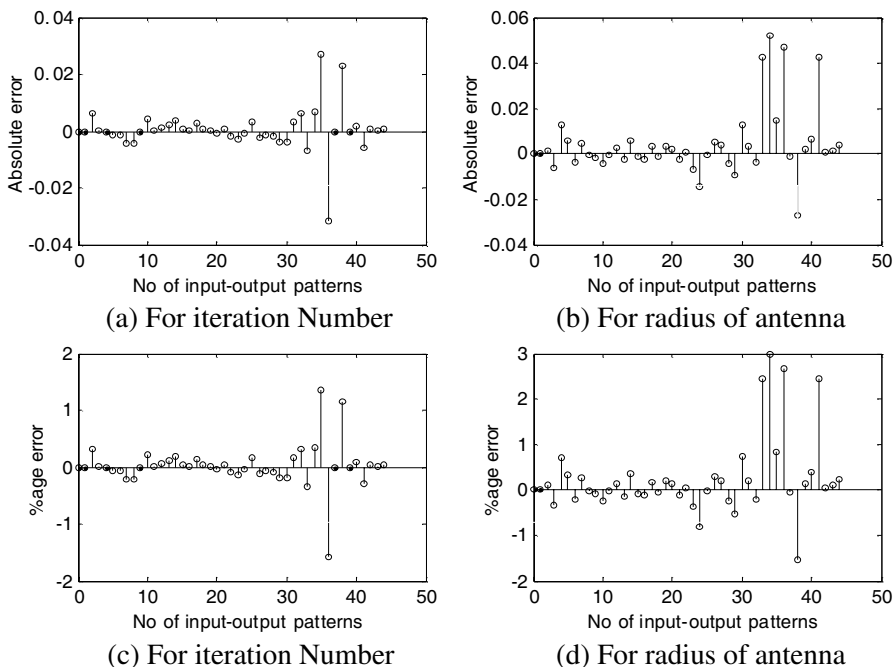 0.04
0.02
0
-0.02
-0.04
Absolute error
0 10 20 30 40 50
No of input-output patterns
(a) For iteration Number
0.06
0.04
0.02
0
-0.02
-0.04
Absolute error
0 10 20 30 40 50
No of input-output patterns
(b) For radius of antenna
2
1
0
-1
-2
%age error
0 10 20 30 40 50
No of input-output patterns
(c) For iteration Number
3
2
1
0
-1
-2
%age error
0 10 20 30 40 50
No of input-output patterns
(d) For radius of antenna